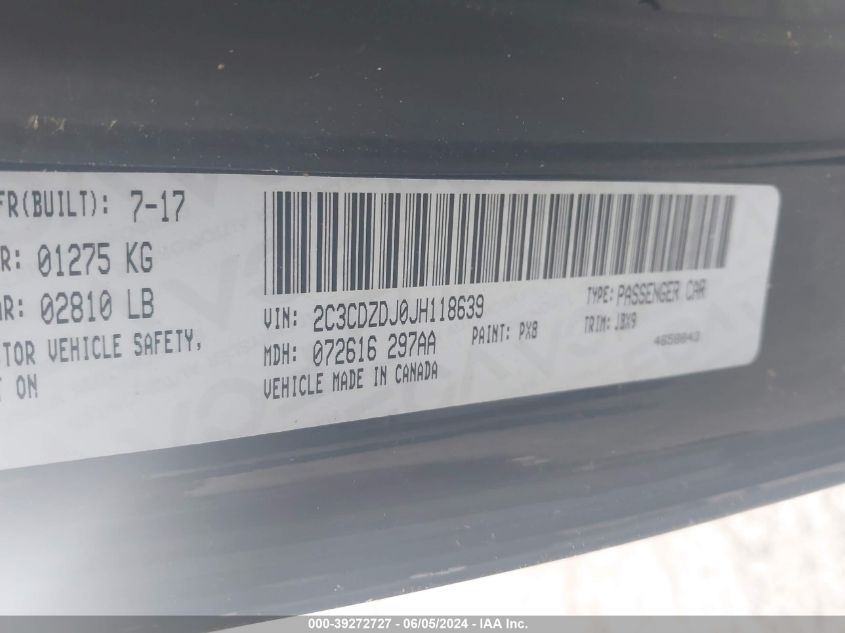 FR(BUILT): 7-17
R: 01275 KG
AR: 02810 LB
TOR VEHICLE SAFETY,
ON
VIN: 2C3CDZDJ0JH118639
TYPE: PASSENGER CAR
MDH: 072616 297AA
PAINT: PX8
TRIM: JBX9
VEHICLE MADE IN CANADA
4658843
000-39272727 - 06/05/2024 - IAA Inc.